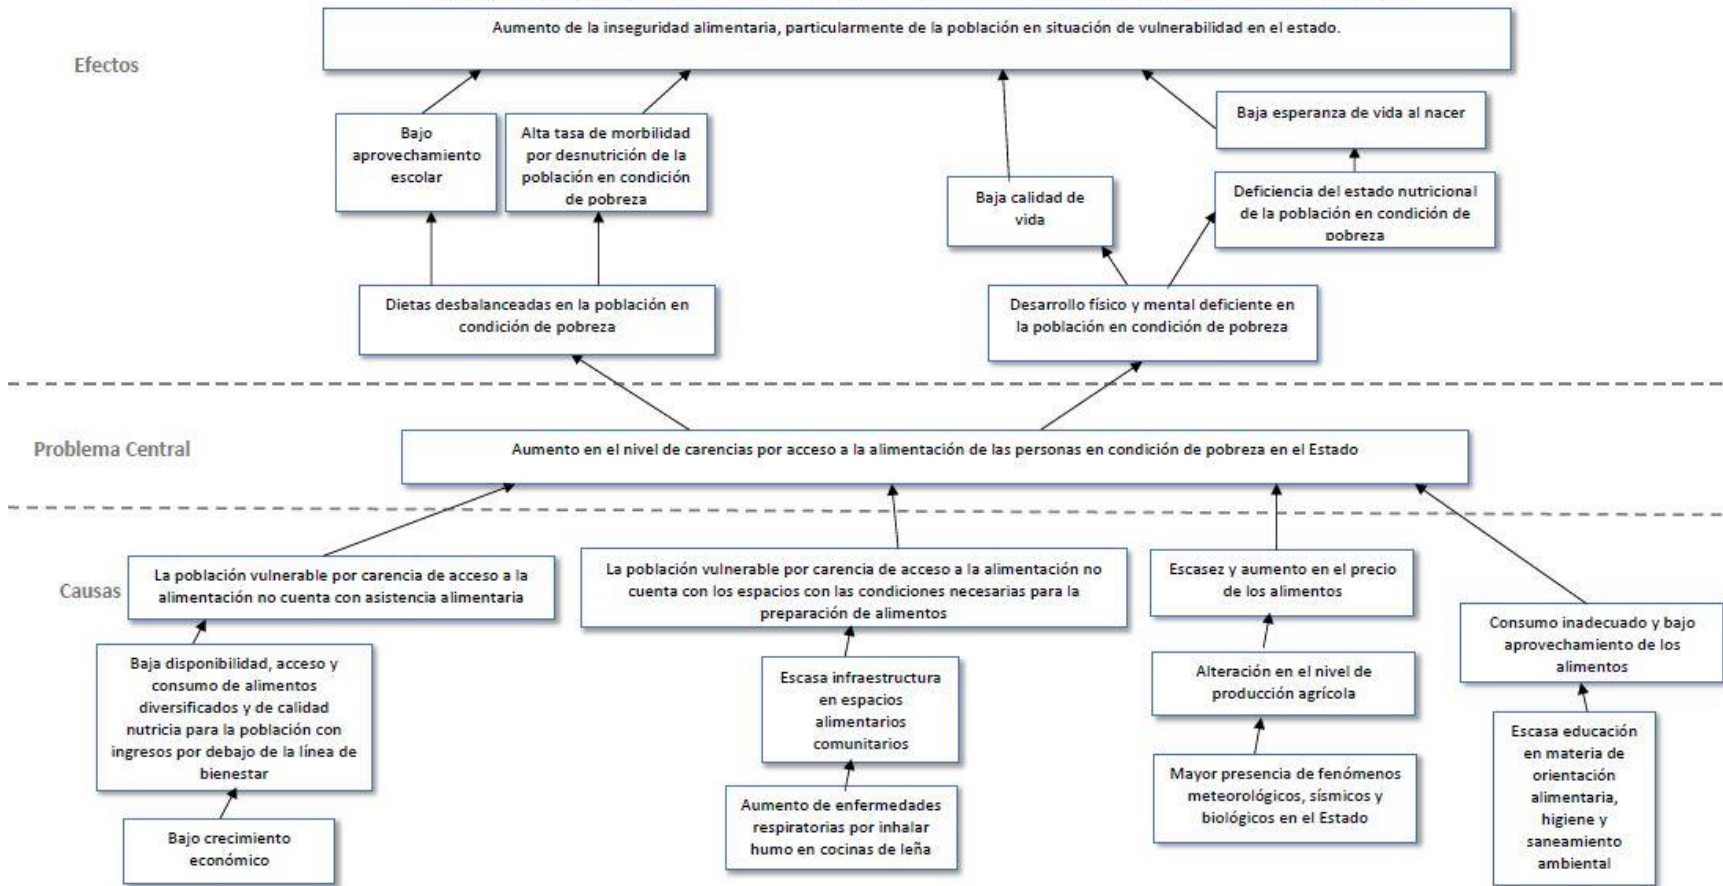 Aumento de la inseguridad alimentaria, particularmente de la población en situación de vulnerabilidad en el estado.
Efectos
Bajo
aprovechamiento
escolar
Alta tasa de morbilidad
por desnutrición de la
población en condición
de pobreza
Baja calidad de
vida
Baja esperanza de vida al nacer
Deficiencia del estado nutricional
de la población en condición de
pobreza
Dietas desbalanceadas en la población en
condición de pobreza
Desarrollo físico y mental deficiente en
la población en condición de pobreza
Problema Central
Aumento en el nivel de carencias por acceso a la alimentación de las personas en condición de pobreza en el Estado
Causas
La población vulnerable por carencia de acceso a la
alimentación no cuenta con asistencia alimentaria
Baja disponibilidad, acceso y
consumo de alimentos
diversificados y de calidad
nutricia para la población con
ingresos por debajo de la línea de
bienestar
Bajo crecimiento
económico
La población vulnerable por carencia de acceso a la alimentación no
cuenta con los espacios con las condiciones necesarias para la
preparación de alimentos
Escasa infraestructura
en espacios
alimentarios
comunitarios
Aumento de enfermedades
respiratorias por inhalar
humo en cocinas de leña
Escasez y aumento en el precio
de los alimentos
Alteración en el nivel de
producción agrícola
Mayor presencia de fenómenos
meteorológicos, sísmicos y
biológicos en el Estado
Consumo inadecuado y bajo
aprovechamiento de los
alimentos
Escasa educación
en materia de
orientación
alimentaria,
higiene y
saneamiento
ambiental